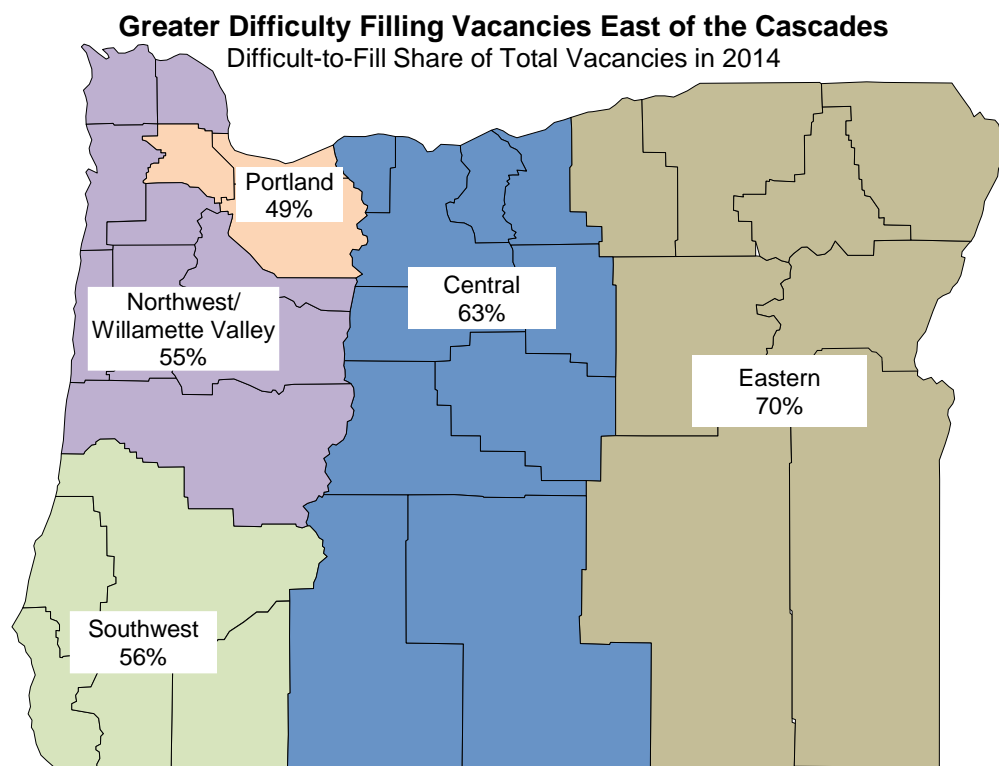 Greater Difficulty Filling Vacancies East of the Cascades
Difficult-to-Fill Share of Total Vacancies in 2014
Portland
49%
Northwest/
Willamette Valley
55%
Central
63%
Eastern
70%
Southwest
56%